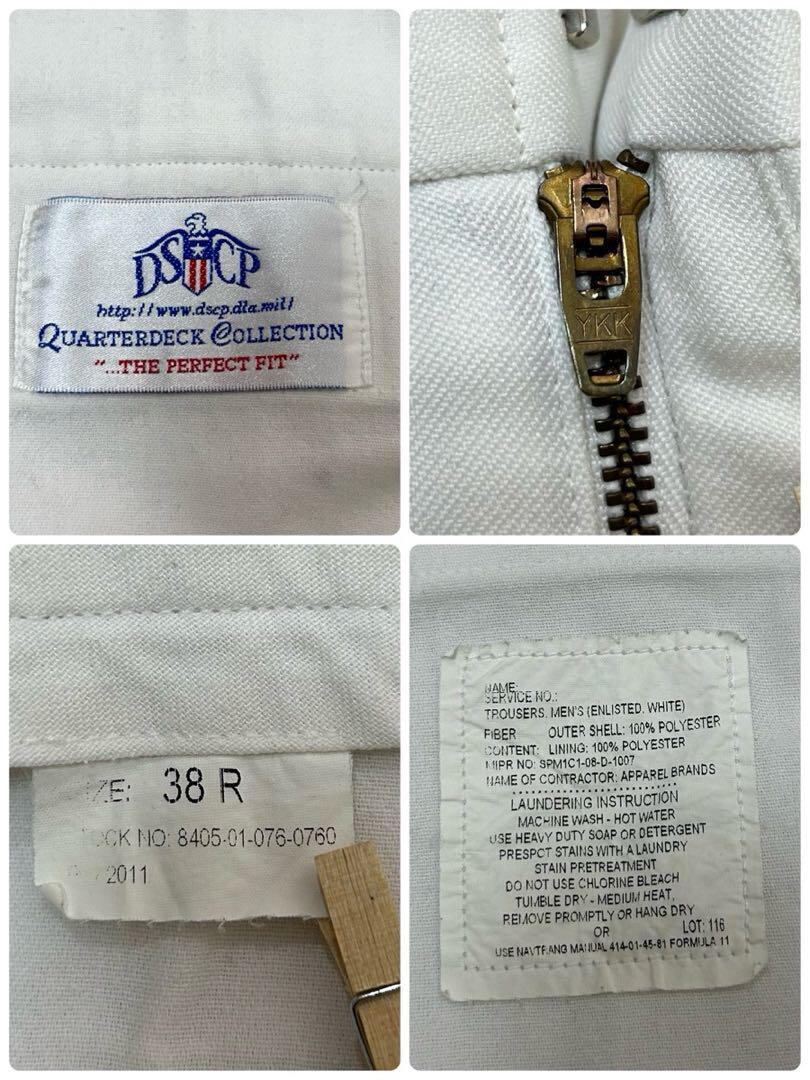 DSCP
http://www.dscp.dla.mil/
QUARTERDECK COLLECTION
"...THE PERFECT FIT"
YKK
ZE: 38 R
OCK NO: 8405-01-076-0760
2011
NAME:
SERVICE NO.:
TROUSERS, MEN'S (ENLISTED, WHITE)
FIBER OUTER SHELL: 100% POLYESTER
CONTENT: LINING: 100% POLYESTER
MIPR NO: SPM1C1-08-D-1007
NAME OF CONTRACTOR: APPAREL BRANDS
LAUNDERING INSTRUCTION
MACHINE WASH - HOT WATER
USE HEAVY DUTY SOAP OR DETERGENT
PRESPOT STAINS WITH A LAUNDRY
STAIN PRETREATMENT
DO NOT USE CHLORINE BLEACH
TUMBLE DRY - MEDIUM HEAT,
REMOVE PROMPTLY OR HANG DRY
OR LOT: 116
USE NAVTRANG MANUAL 414-01-45-81 FORMULA 11